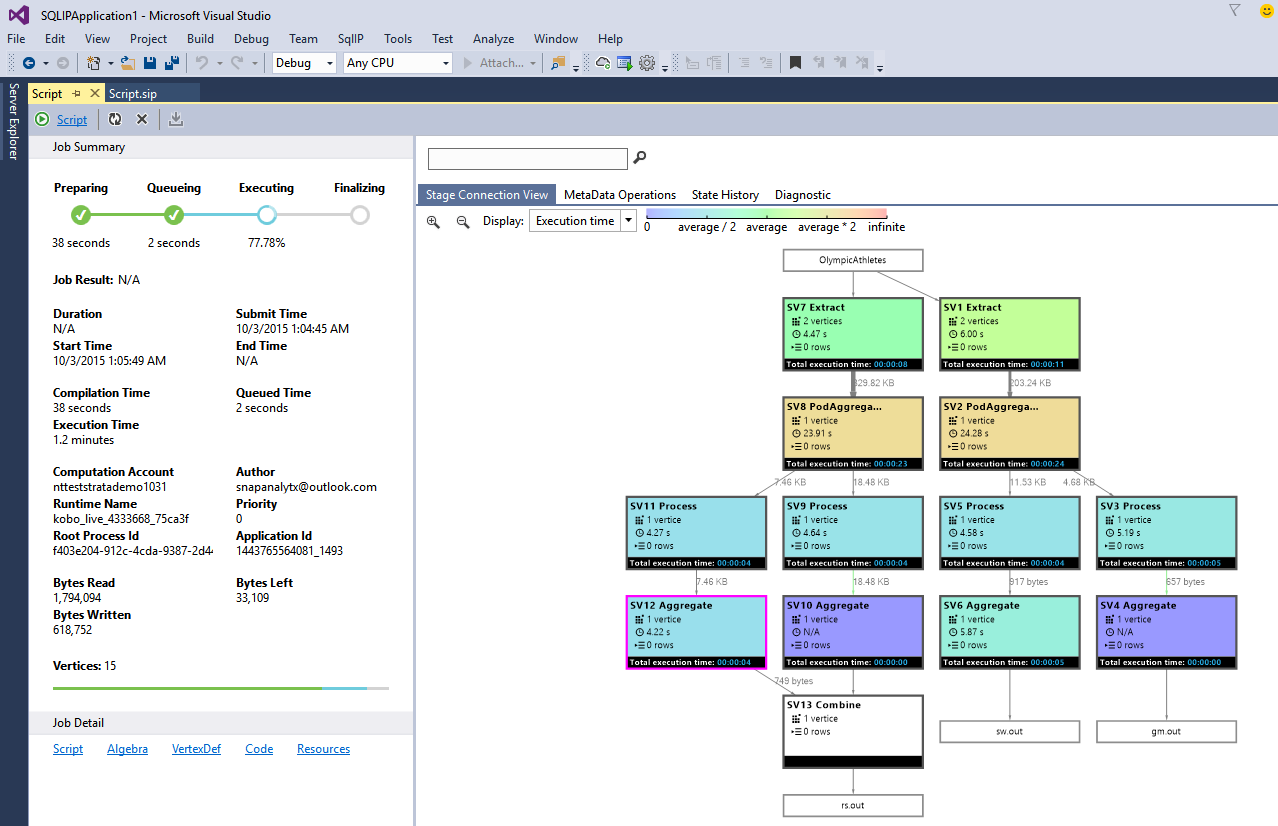 SQLIPApplication1 - Microsoft Visual Studio
File Edit View Project Build Debug Team SqlIP Tools Test Analyze Window Help
Debug Any CPU Attach...
Server Explorer
Script Script.sip
Script
Job Summary
Preparing Queueing Executing Finalizing
38 seconds 2 seconds 77.78%
Job Result: N/A
Duration Submit Time
N/A 10/3/2015 1:04:45 AM
Start Time End Time
10/3/2015 1:05:49 AM N/A
Compilation Time Queued Time
38 seconds 2 seconds
Execution Time
1.2 minutes
Computation Account Author
ntteststratademo1031 snapanalytx@outlook.com
Runtime Name Priority
kobo_live_4333668_75ca3f 0
Root Process Id Application Id
f403e204-912c-4cda-9387-2d4 1443765564081_1493
Bytes Read Bytes Left
1,794,094 33,109
Bytes Written
618,752
Vertices: 15
Job Detail
Script Algebra VertexDef Code Resources
Stage Connection View MetaData Operations State History Diagnostic
Display: Execution time 0 average / 2 average average * 2 infinite
OlympicAthletes
SV7 Extract
2 vertices
4.47 s
0 rows
Total execution time: 00:00:08
SV1 Extract
2 vertices
6.00 s
0 rows
Total execution time: 00:00:11
329.82 KB 203.24 KB
SV8 PodAggrega...
1 vertice
23.91 s
0 rows
Total execution time: 00:00:23
SV2 PodAggrega...
1 vertice
24.28 s
0 rows
Total execution time: 00:00:24
7.46 KB 18.48 KB 11.53 KB 4.68 KB
SV11 Process
1 vertice
4.27 s
0 rows
Total execution time: 00:00:04
SV9 Process
1 vertice
4.64 s
0 rows
Total execution time: 00:00:04
SV5 Process
1 vertice
4.58 s
0 rows
Total execution time: 00:00:04
SV3 Process
1 vertice
5.19 s
0 rows
Total execution time: 00:00:05
7.46 KB 18.48 KB 917 bytes 657 bytes
SV12 Aggregate
1 vertice
4.22 s
0 rows
Total execution time: 00:00:04
SV10 Aggregate
1 vertice
N/A
0 rows
Total execution time: 00:00:00
SV6 Aggregate
1 vertice
5.87 s
0 rows
Total execution time: 00:00:05
SV4 Aggregate
1 vertice
N/A
0 rows
Total execution time: 00:00:00
749 bytes
SV13 Combine
1 vertice
0 rows
sw.out gm.out
rs.out